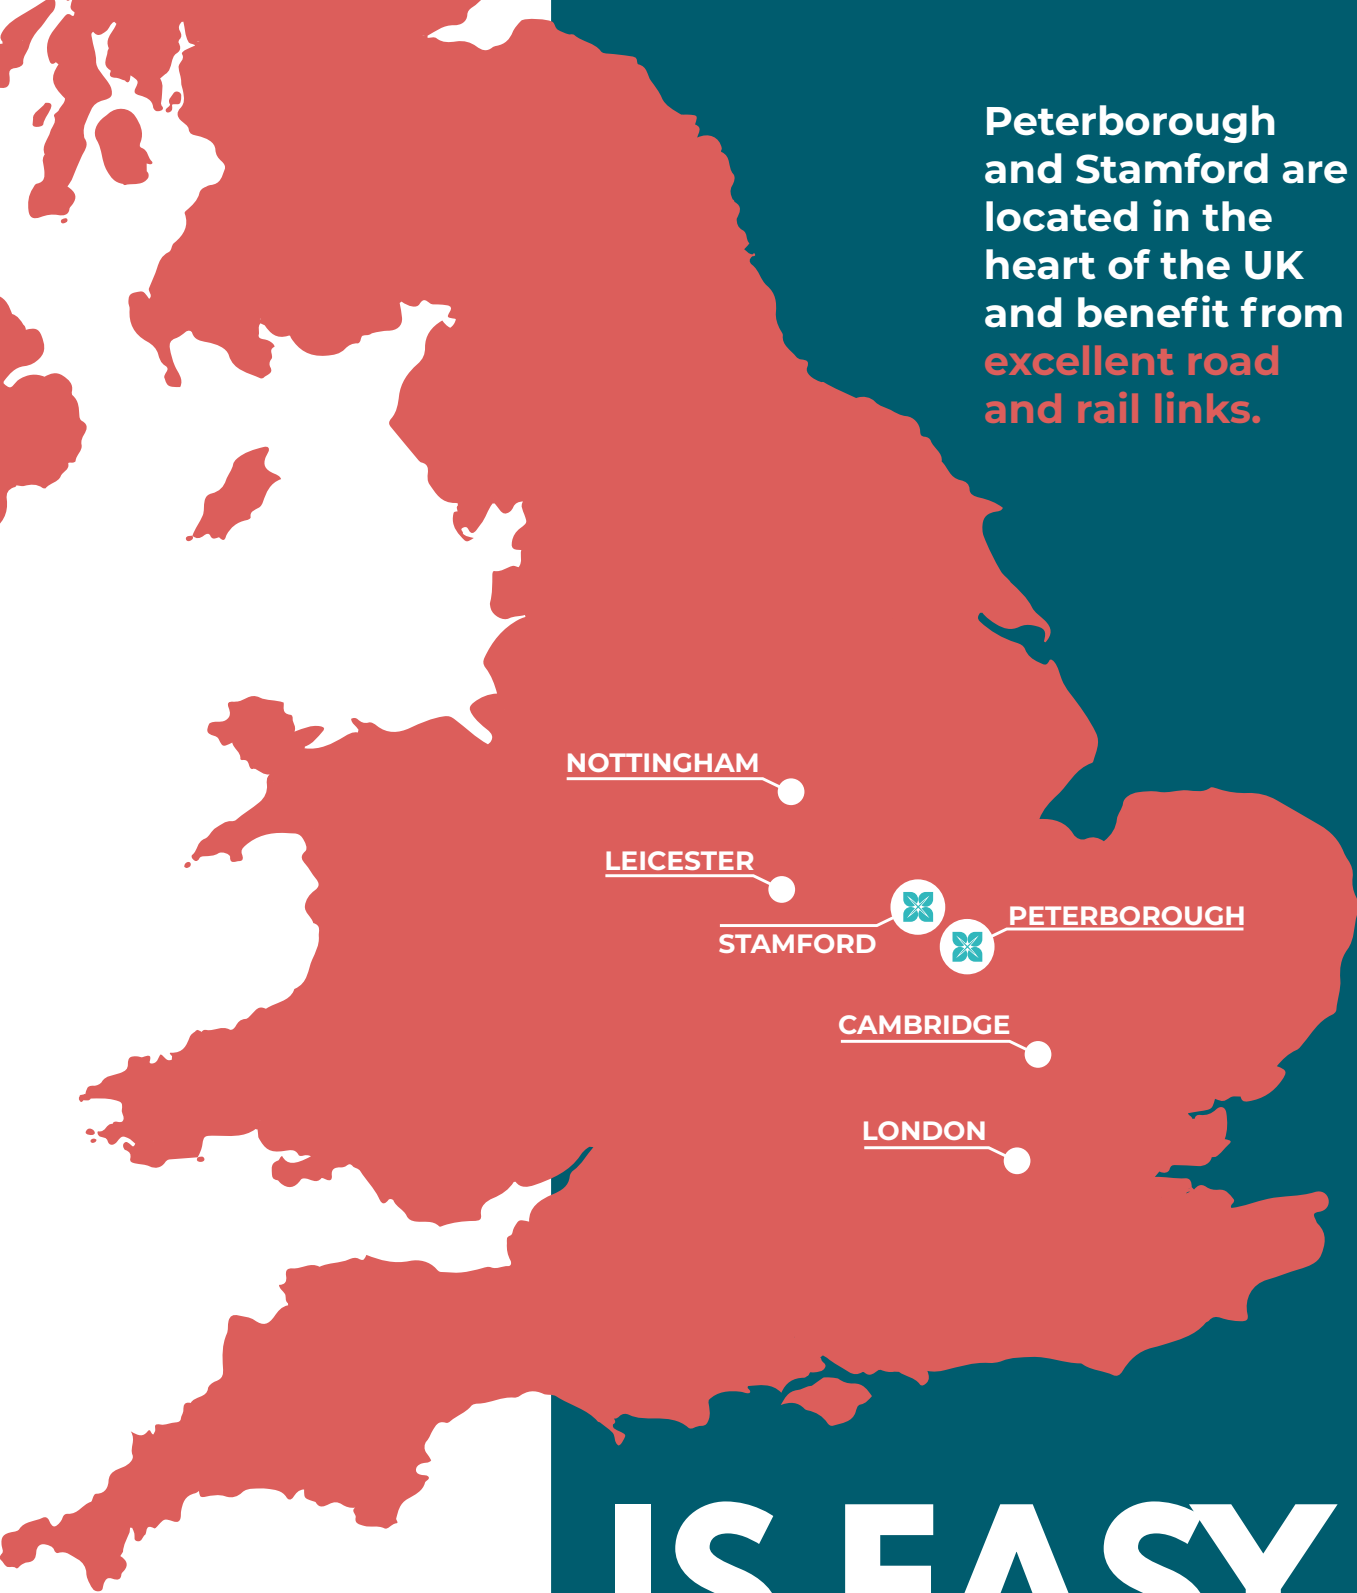 Peterborough
and Stamford are
located in the
heart of the UK
and benefit from
excellent road
and rail links.
NOTTINGHAM
LEICESTER
STAMFORD
PETERBOROUGH
CAMBRIDGE
LONDON
IS EASY